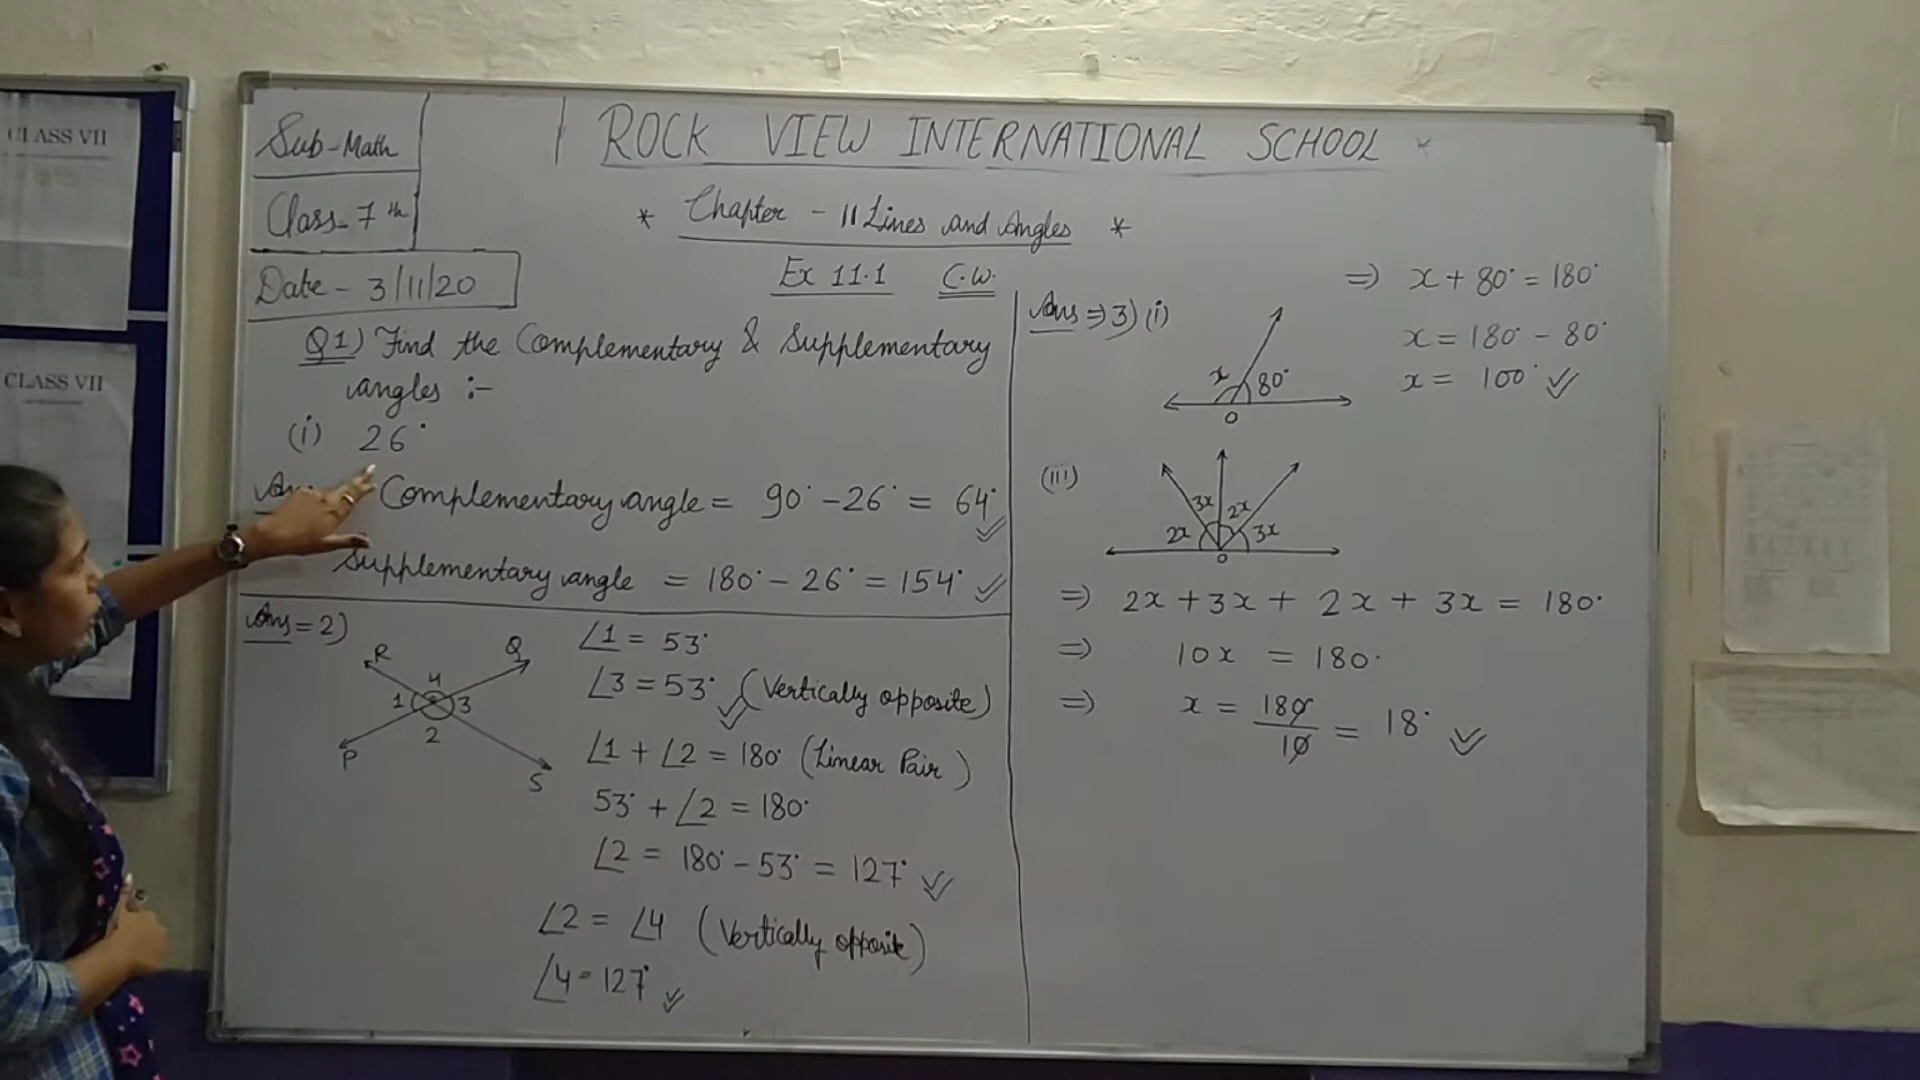 CLASS VII
CLASS VII
Sub-Math
Class-7th
Date - 3/11/20
ROCK VIEW INTERNATIONAL SCHOOL
* Chapter - 11 Lines and Angles *
Ex 11.1 C.W.
Q1) Find the Complementary & Supplementary
angles :-
(i) 26°
Complementary angle = 90° - 26° = 64°
Supplementary angle = 180° - 26° = 154°
Ans = 2)
R Q
4
1 3
2
P S
∠1 = 53°
∠3 = 53° (Vertically opposite)
∠1 + ∠2 = 180° (Linear Pair)
53° + ∠2 = 180°
∠2 = 180° - 53° = 127°
∠2 = ∠4 (Vertically opposite)
∠4 = 127°
Ans ⇒ 3) (i)
x 80°
O
⇒ x + 80° = 180°
x = 180° - 80°
x = 100°
(iii)
3x 2x
2x 3x
O
⇒ 2x + 3x + 2x + 3x = 180°
⇒ 10x = 180°
⇒ x = 180/10 = 18°